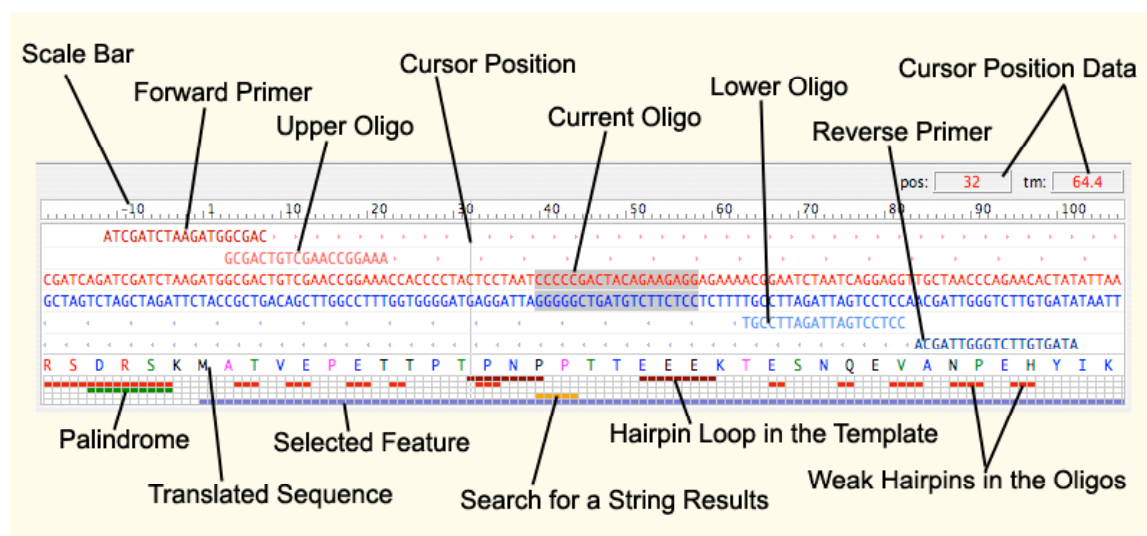 Scale Bar
Forward Primer
Upper Oligo
Cursor Position
Current Oligo
Lower Oligo
Reverse Primer
Cursor Position Data
pos: 32 tm: 64.4
-10 1 10 20 30 40 50 60 70 80 90 100
ATCGATCTAAGATGGCGAC
GCGACTGTCGAACCGGAAA
CGATCAGATCGATCTAAGATGGCGACTGTCGAACCGGAAACCACCCCTACTCCTAATCCCCCGACTACAGAAGAGGAGAAAACGGAATCTAATCAGGAGGTTGCTAACCCAGAACACTATATTAA
GCTAGTCTAGCTAGATTCTACCGCTGACAGCTTGGCCTTTGGTGGGGATGAGGATTAGGGGGCTGATGTCTTCTCCTCTTTTGCCTTAGATTAGTCCTCCAACGATTGGGTCTTGTGATATAATT
TGCCTTAGATTAGTCCTCC
ACGATTGGGTCTTGTGATA
R S D R S K M A T V E P E T T P T P N P P T T E E E K T E S N Q E V A N P E H Y I K
Palindrome
Selected Feature
Hairpin Loop in the Template
Weak Hairpins in the Oligos
Translated Sequence
Search for a String Results